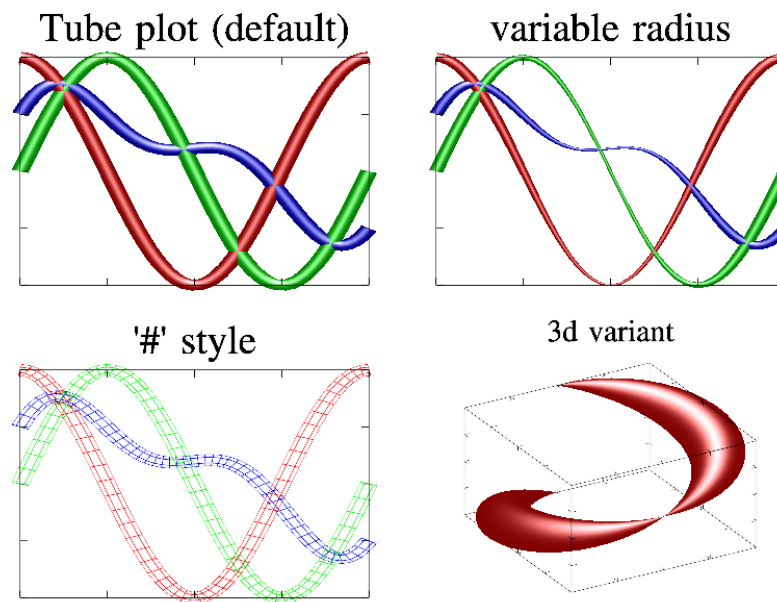 Tube plot (default)
variable radius
'#' style
3d variant